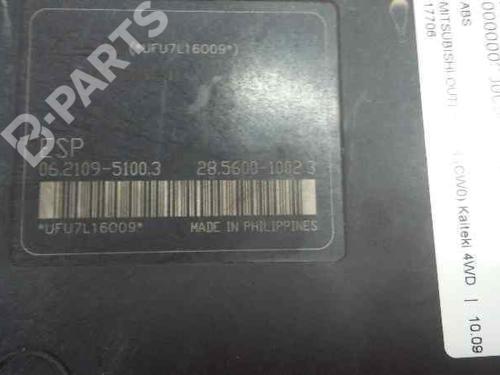 B-PARTS
(*UFU7L16009*)
ESP
06.2109-5100.3 28.5600-1002.3
*UFU7L16009* MADE IN PHILIPPINES
ABS
MITSUBISHI CW0) Kaiteki 4WD | 10.09
17706